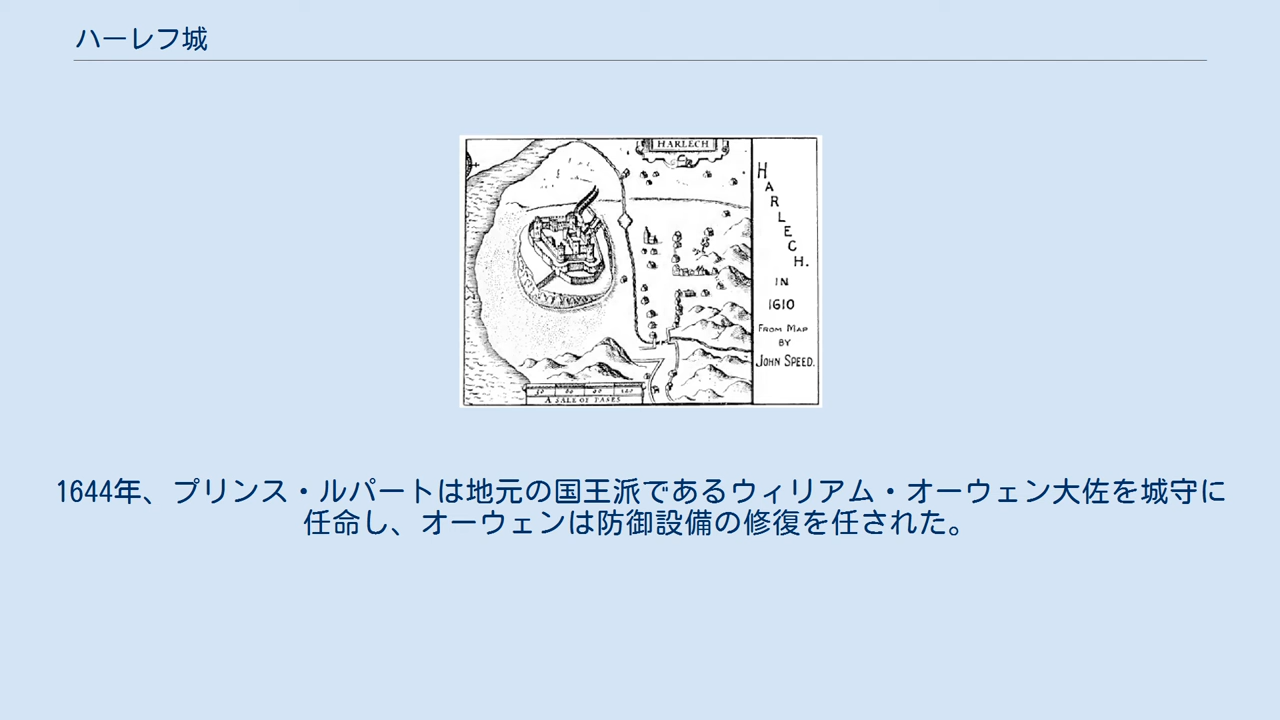 ハーレフ城
HARLECH
HARLECH.
IN
1610
FROM MAP
BY
JOHN SPEED.
A SALE OF PASES
1644年、プリンス・ルパートは地元の国王派であるウィリアム・オーウェン大佐を城守に
任命し、オーウェンは防御設備の修復を任された。